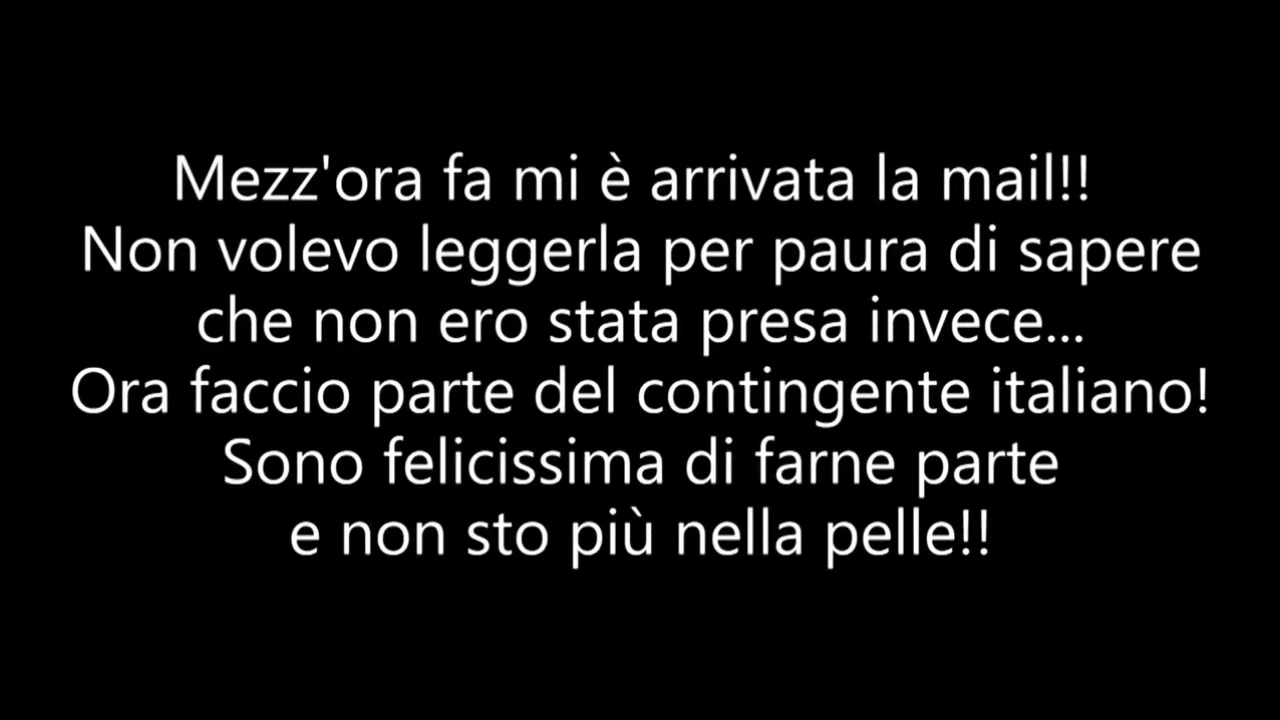 Mezz'ora fa mi è arrivata la mail!!
Non volevo leggerla per paura di sapere
che non ero stata presa invece...
Ora faccio parte del contingente italiano!
Sono felicissima di farne parte
e non sto più nella pelle!!